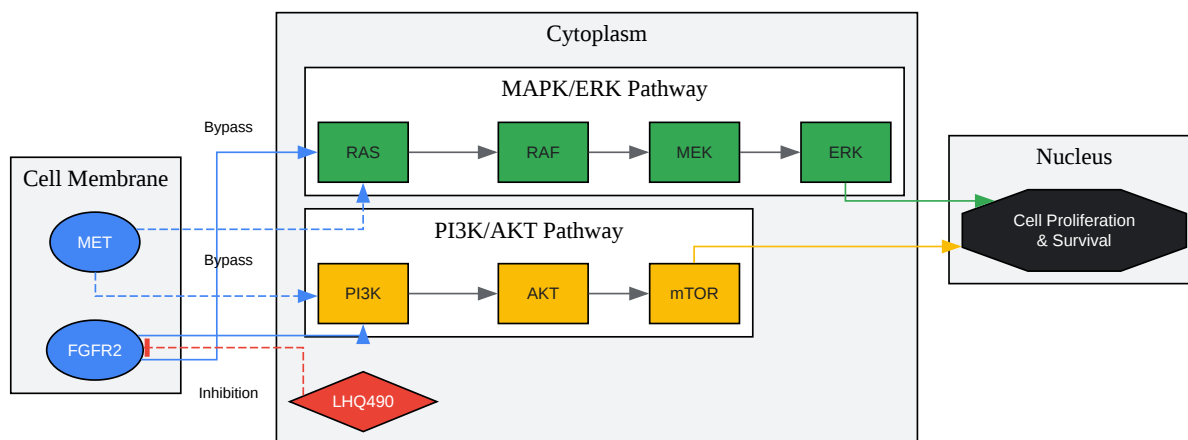 Cytoplasm
MAPK/ERK Pathway
Bypass
RAS
RAF
MEK
ERK
Cell Membrane
Nucleus
MET
PI3K/AKT Pathway
Cell Proliferation
& Survival
Bypass
PI3K
AKT
mTOR
FGFR2
Inhibition
LHQ490